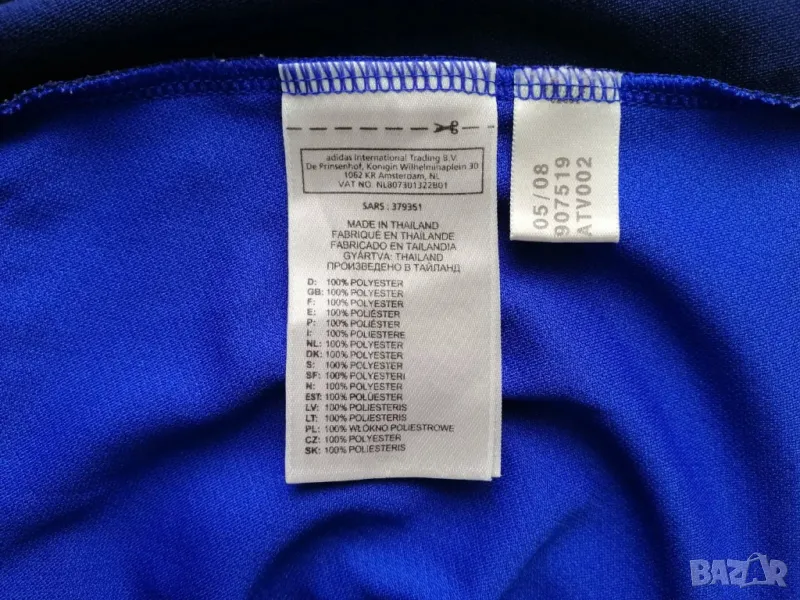 adidas International Trading B.V.
De Prinsenhof, Konigin Wilhelminaplein 30
1062 KR Amsterdam, NL
VAT NO. NL807301322B01
SARS : 379361
MADE IN THAILAND
FABRIQUÉ EN THAILANDE
FABRICADO EN TAILANDIA
GYÁRTVA: THAILAND
ПРОИЗВЕДЕНО В ТАЙЛАНД
D: 100% POLYESTER
GB: 100% POLYESTER
F: 100% POLYESTER
E: 100% POLIÉSTER
P: 100% POLIÉSTER
I: 100% POLIESTERE
NL: 100% POLYESTER
DK: 100% POLYESTER
S: 100% POLYESTER
SF: 100% POLYESTERI
N: 100% POLYESTER
EST: 100% POLÜESTER
LV: 100% POLIESTERIS
LT: 100% POLIESTERIS
PL: 100% WŁÓKNO POLIESTROWE
CZ: 100% POLYESTER
SK: 100% POLIESTERIS
05/08
907519
ATV002
BAZAR